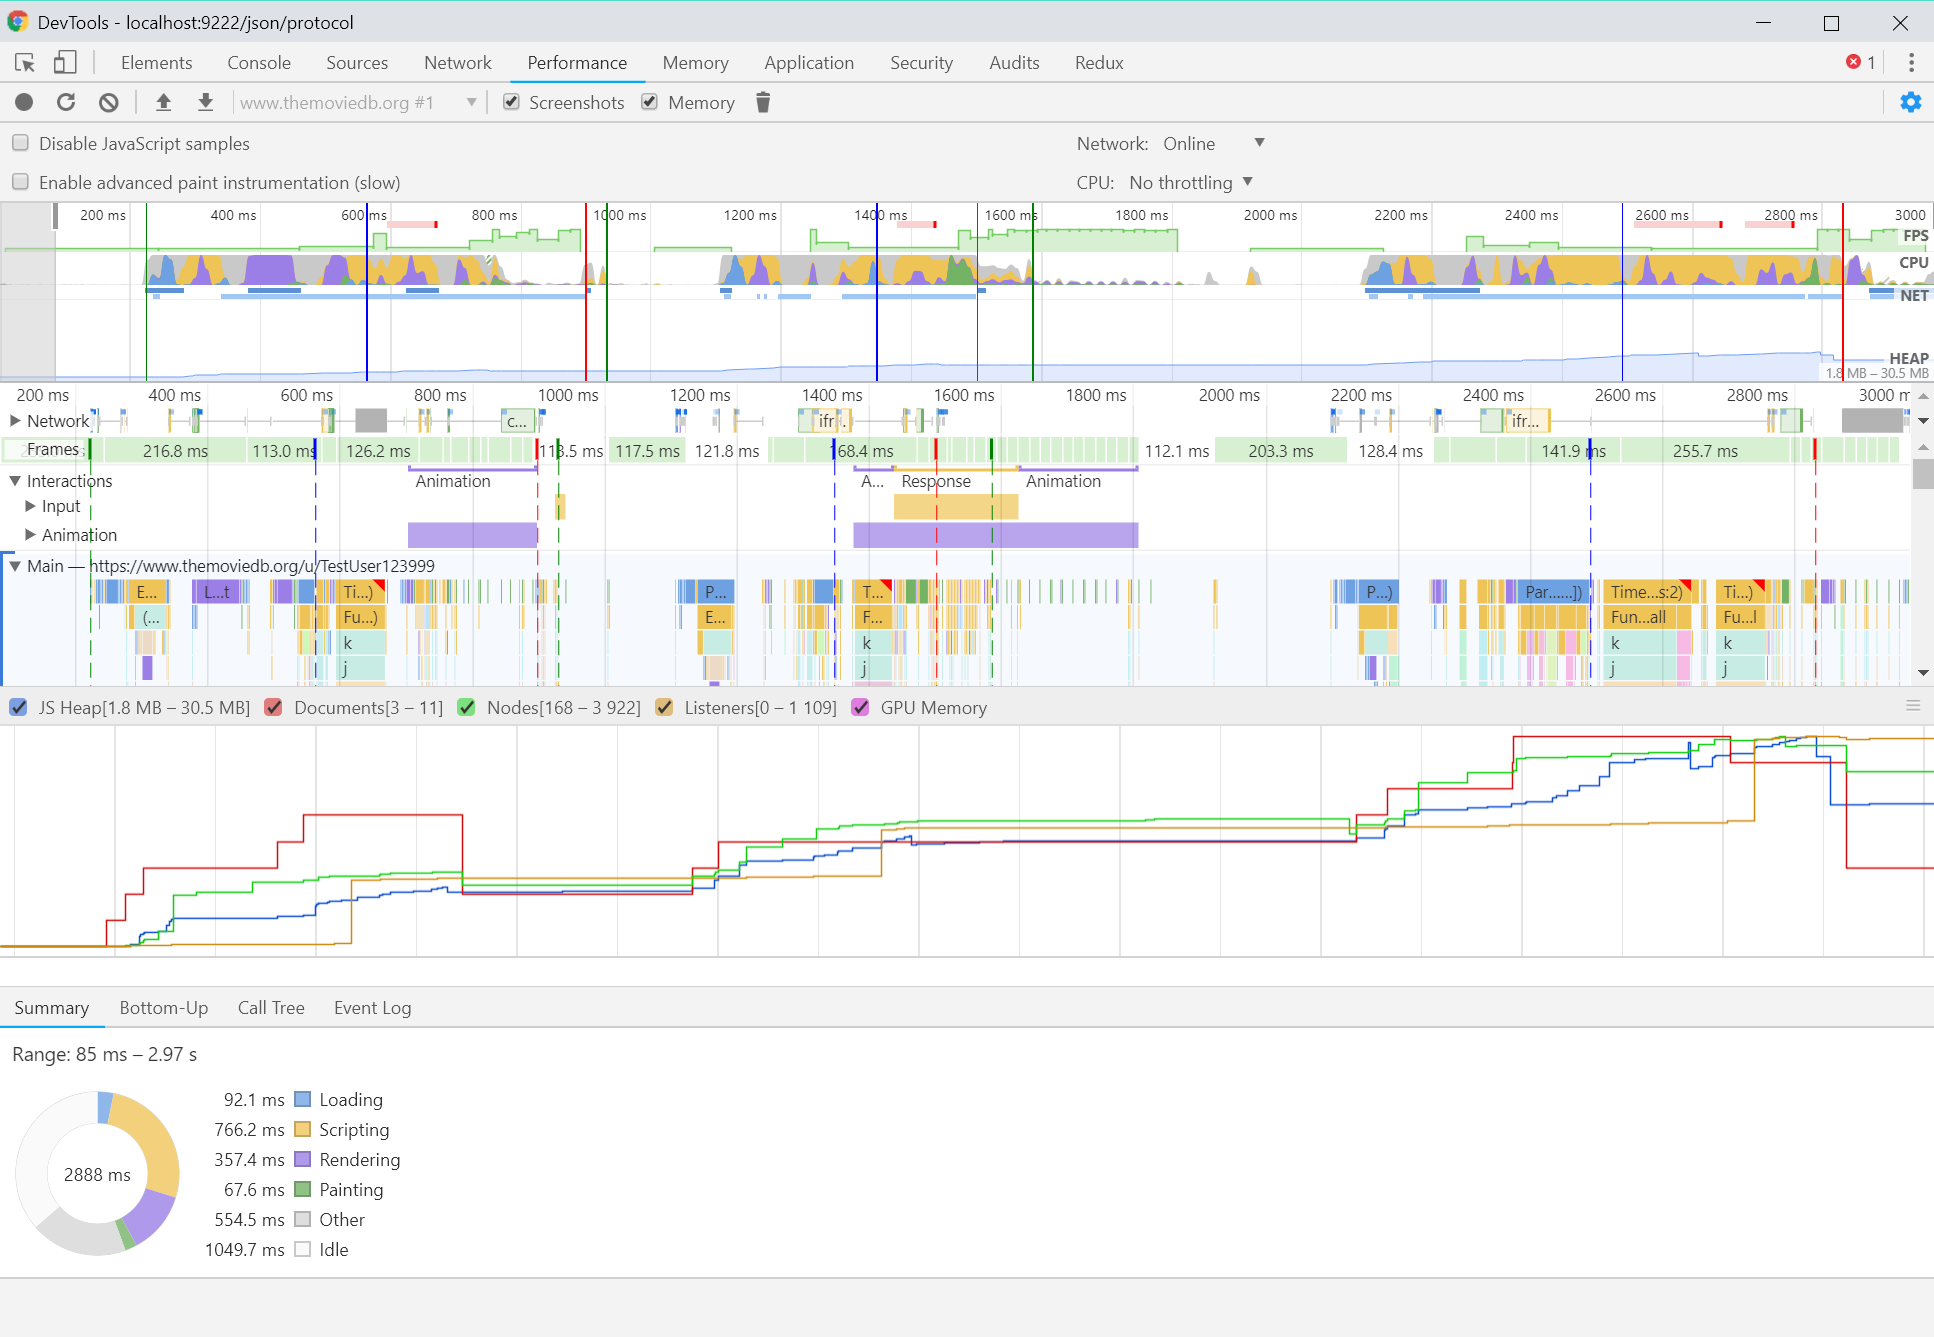 DevTools - localhost:9222/json/protocol
Elements Console Sources Network Performance Memory Application Security Audits Redux 1
www.themoviedb.org #1 Screenshots Memory
Disable JavaScript samples Network: Online
Enable advanced paint instrumentation (slow) CPU: No throttling
200 ms 400 ms 600 ms 800 ms 1000 ms 1200 ms 1400 ms 1600 ms 1800 ms 2000 ms 2200 ms 2400 ms 2600 ms 2800 ms 3000
FPS
CPU
NET
HEAP
1.8 MB – 30.5 MB
200 ms 400 ms 600 ms 800 ms 1000 ms 1200 ms 1400 ms 1600 ms 1800 ms 2000 ms 2200 ms 2400 ms 2600 ms 2800 ms 3000 m
Network c... ifr... ifr...
Frames 216.8 ms 113.0 ms 126.2 ms 113.5 ms 117.5 ms 121.8 ms 168.4 ms 112.1 ms 203.3 ms 128.4 ms 141.9 ms 255.7 ms
Interactions Animation A... Response Animation
Input
Animation
Main — https://www.themoviedb.org/u/TestUser123999
E... L...t Ti...) P... T... P...) Par......]) Time...s:2) Ti...)
(... Fu...) E... F... Fun...all Fu...l
k k k k
j j j j
JS Heap[1.8 MB – 30.5 MB] Documents[3 – 11] Nodes[168 – 3 922] Listeners[0 – 1 109] GPU Memory
Summary Bottom-Up Call Tree Event Log
Range: 85 ms – 2.97 s
92.1 ms Loading
766.2 ms Scripting
357.4 ms Rendering
2888 ms
67.6 ms Painting
554.5 ms Other
1049.7 ms Idle